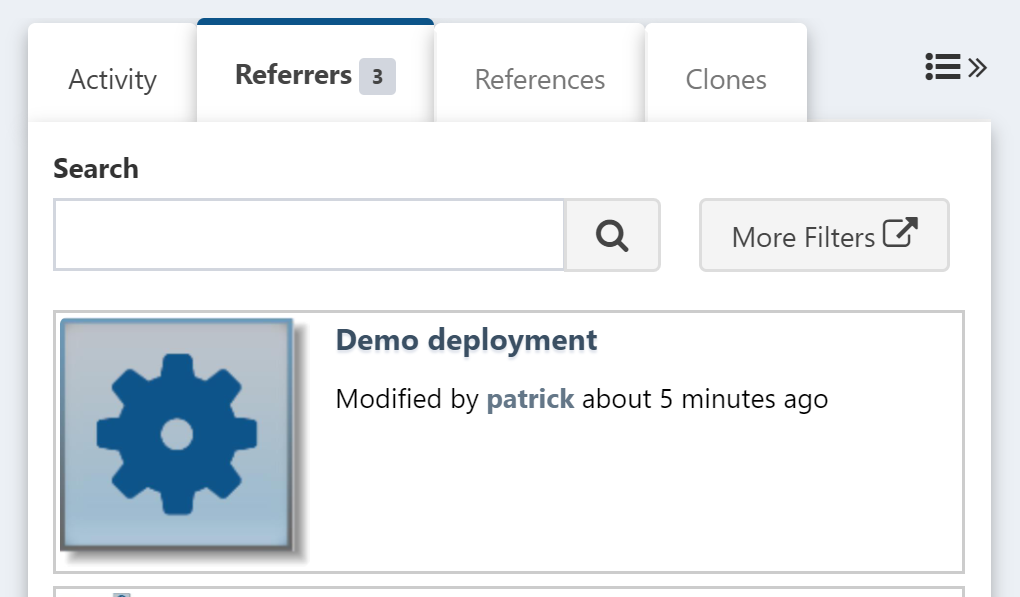 Activity Referrers 3 References Clones
Search
More Filters
Demo deployment
Modified by patrick about 5 minutes ago